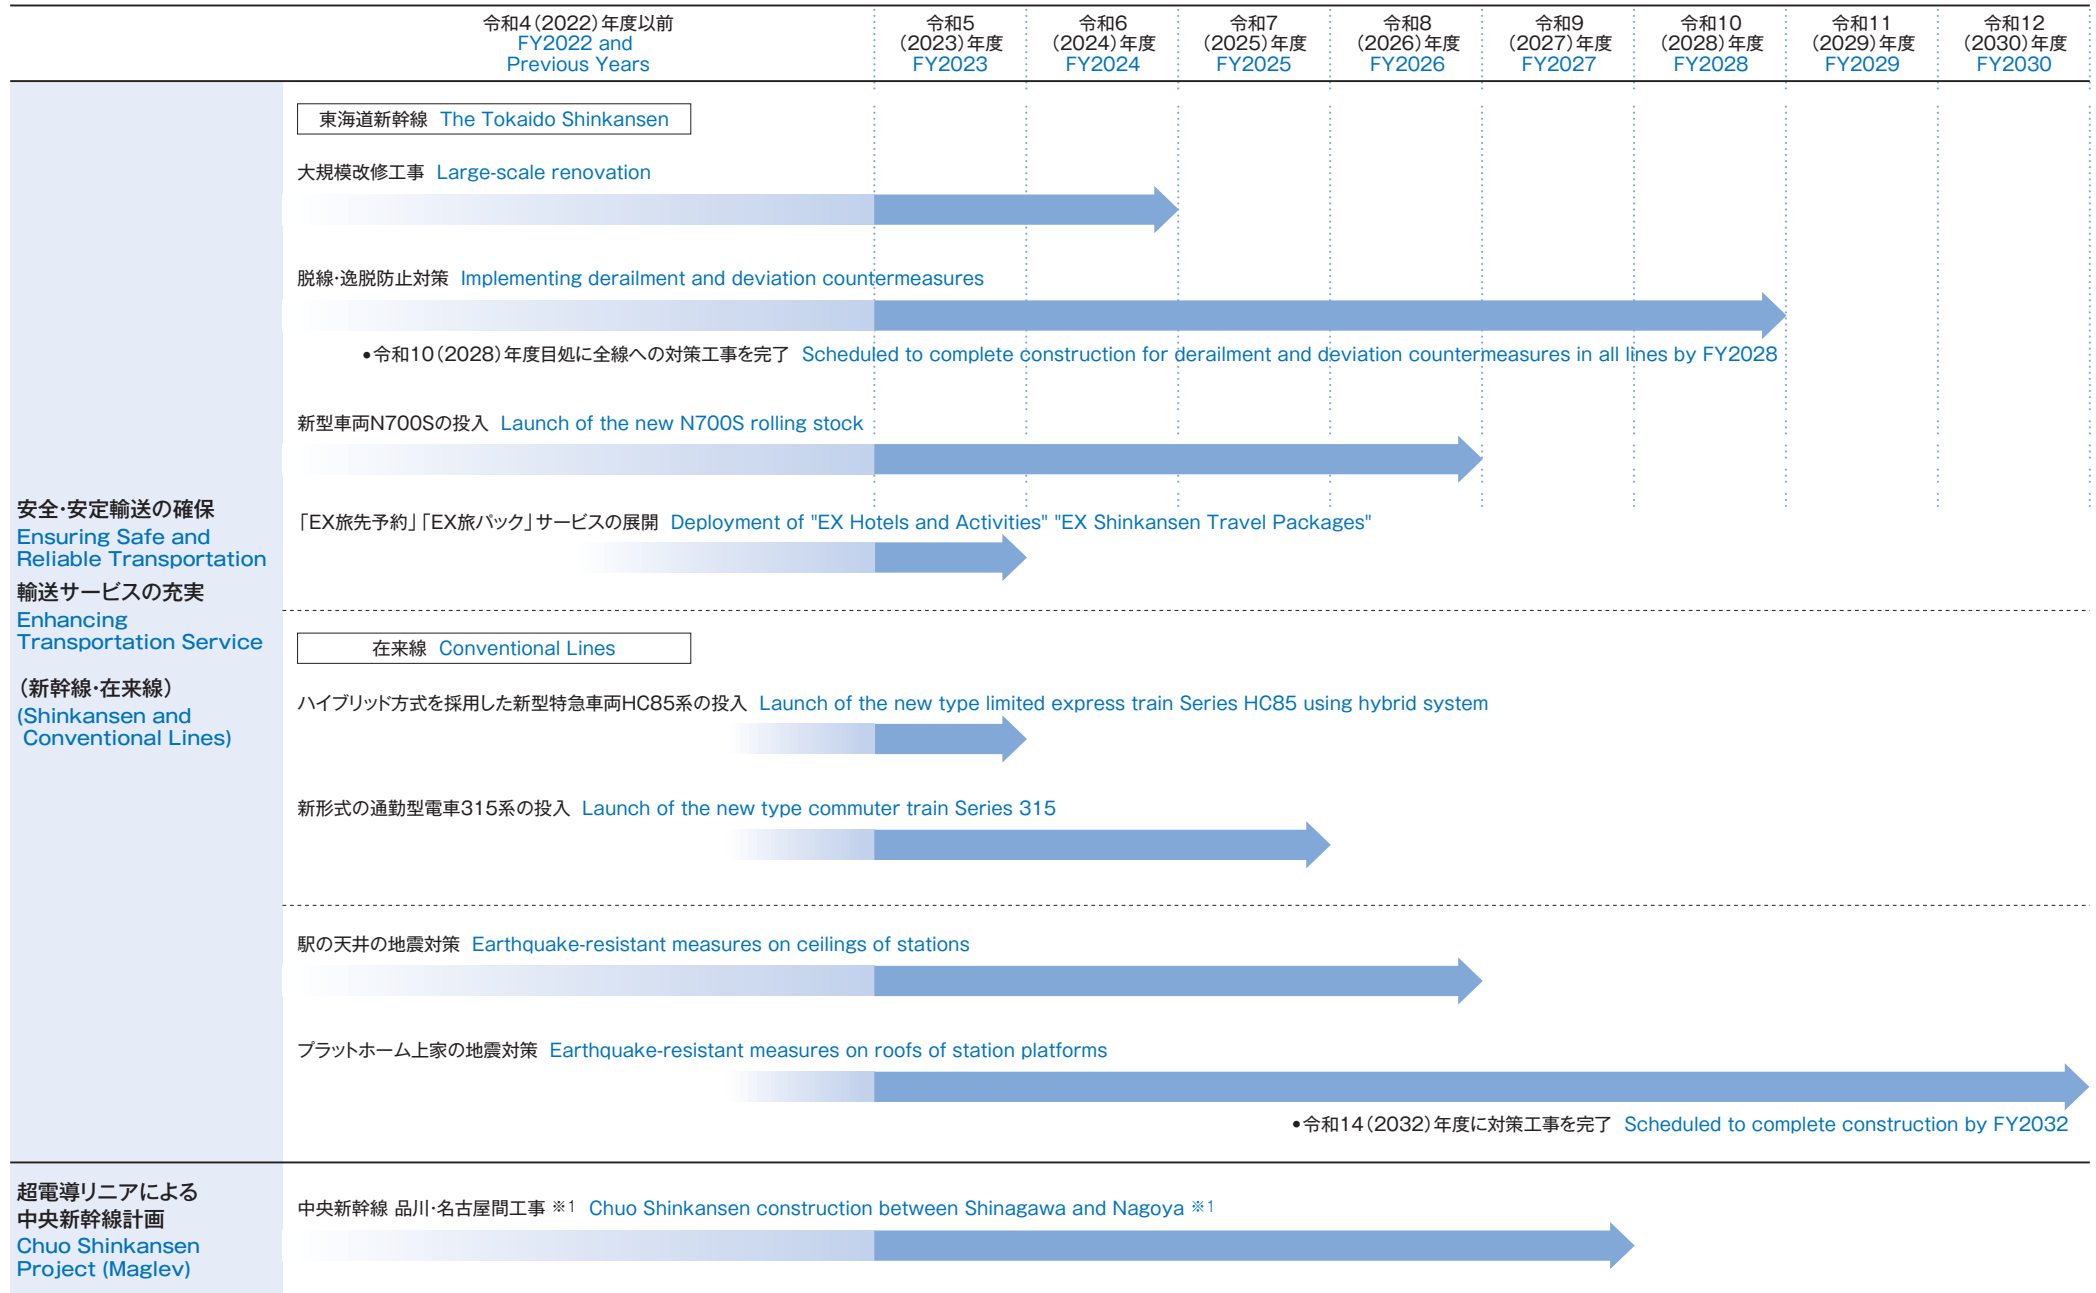 令和4(2022)年度以前
FY2022 and
Previous Years
令和5
(2023)年度
FY2023
令和6
(2024)年度
FY2024
令和7
(2025)年度
FY2025
令和8
(2026)年度
FY2026
令和9
(2027)年度
FY2027
令和10
(2028)年度
FY2028
令和11
(2029)年度
FY2029
令和12
(2030)年度
FY2030
安全・安定輸送の確保
Ensuring Safe and
Reliable Transportation
輸送サービスの充実
Enhancing
Transportation Service
(新幹線・在来線)
(Shinkansen and
Conventional Lines)
東海道新幹線 The Tokaido Shinkansen
大規模改修工事 Large-scale renovation
脱線・逸脱防止対策 Implementing derailment and deviation countermeasures
•令和10(2028)年度目処に全線への対策工事を完了 Scheduled to complete construction for derailment and deviation countermeasures in all lines by FY2028
新型車両N700Sの投入 Launch of the new N700S rolling stock
「EX旅先予約」「EX旅パック」サービスの展開 Deployment of "EX Hotels and Activities" "EX Shinkansen Travel Packages"
在来線 Conventional Lines
ハイブリッド方式を採用した新型特急車両HC85系の投入 Launch of the new type limited express train Series HC85 using hybrid system
新形式の通勤型電車315系の投入 Launch of the new type commuter train Series 315
駅の天井の地震対策 Earthquake-resistant measures on ceilings of stations
プラットホーム上家の地震対策 Earthquake-resistant measures on roofs of station platforms
•令和14(2032)年度に対策工事を完了 Scheduled to complete construction by FY2032
超電導リニアによる
中央新幹線計画
Chuo Shinkansen
Project (Maglev)
中央新幹線 品川・名古屋間工事 ※1 Chuo Shinkansen construction between Shinagawa and Nagoya ※1